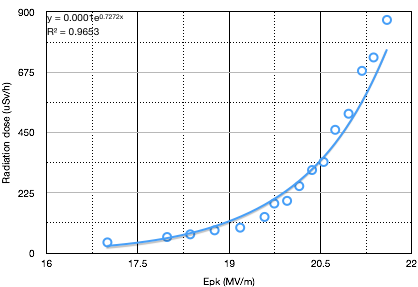 y = 0.0001e^0.7272x
R² = 0.9653
900
675
450
225
0
Radiation dose (uSv/h)
16 17.5 19 20.5 22
Epk (MV/m)